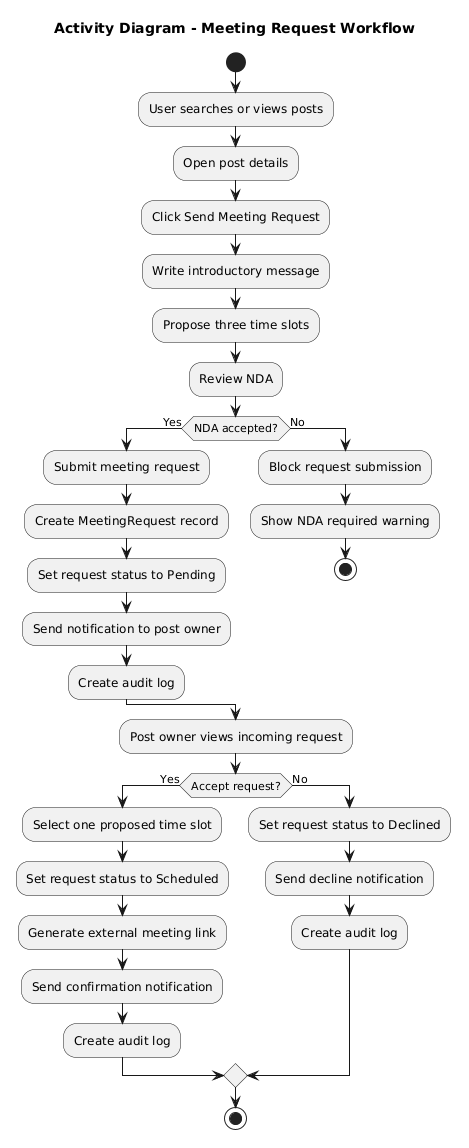 Activity Diagram - Meeting Request Workflow
User searches or views posts
Open post details
Click Send Meeting Request
Write introductory message
Propose three time slots
Review NDA
Yes
NDA accepted?
No
Submit meeting request
Block request submission
Create MeetingRequest record
Show NDA required warning
Set request status to Pending
Send notification to post owner
Create audit log
Post owner views incoming request
Yes
Accept request?
No
Select one proposed time slot
Set request status to Declined
Set request status to Scheduled
Send decline notification
Generate external meeting link
Create audit log
Send confirmation notification
Create audit log